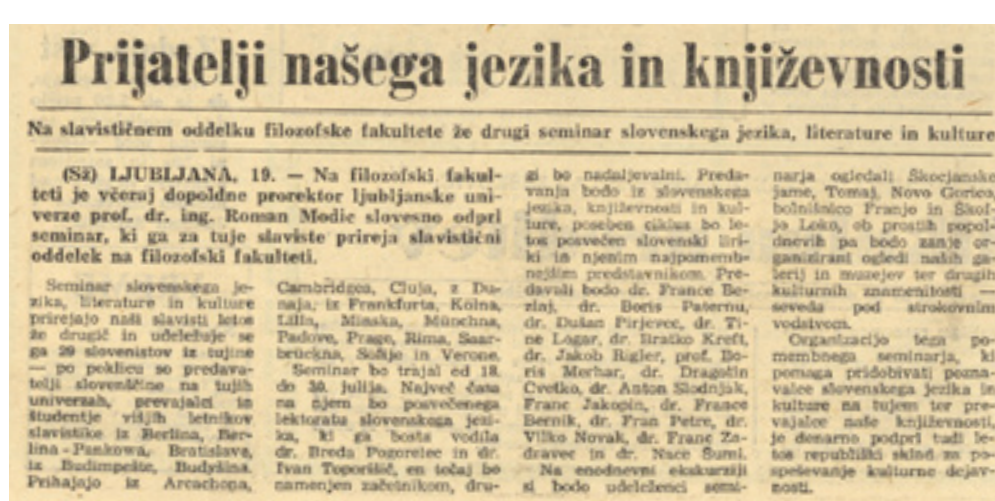 Prijatelji našega jezika in književnosti
Na slavističnem oddelku filozofske fakultete že drugi seminar slovenskega jezika, literature in kulture
(Sž) LJUBLJANA, 19. — Na filozofski fakul-
teti je včeraj dopoldne prorektor ljubljanske uni-
verze prof. dr. ing. Roman Modic slovesno odprl
seminar, ki ga za tuje slaviste prireja slavistični
oddelek na filozofski fakulteti.
Seminar slovenskega je-
zika, literature in kulture
prirejajo naši slavisti letos
že drugič in udeležuje se
ga 29 slovenistov iz tujine
— po poklicu so predava-
telji slovenščine na tujih
univerzah, prevajalci in
študentje višjih letnikov
slavistike iz Berlina, Ber-
lina-Pankowa, Bratislave,
iz Budimpešte, Budyšina.
Prihajajo iz Arcachona,
Cambridgea, Cluja, z Du-
naja, iz Frankfurta, Kölna,
Lilla, Minska, Münchna,
Padove, Prage, Rima, Saar-
brückna, Sofije in Verone.
Seminar bo trajal od 18.
do 30. julija. Največ časa
na njem bo posvečenega
lektoratu slovenskega jezi-
ka, ki ga bosta vodila
dr. Breda Pogorelec in dr.
Ivan Toporišič, en tečaj bo
namenjen začetnikom, dru-
gi bo nadaljevalni. Preda-
vanja bodo iz slovenskega
jezika, književnosti in kul-
ture, poseben ciklus bo le-
tos posvečen slovenski liri-
ki in njenim najpomemb-
nejšim predstavnikom. Pre-
davali bodo dr. France Be-
zlaj, dr. Boris Paternu,
dr. Dušan Pirjevec, dr. Ti-
ne Logar, dr. Bratko Kreft,
dr. Jakob Rigler, prof. Bo-
ris Merhar, dr. Dragotin
Cvetko, dr. Anton Slodnjak,
Franc Jakopin, dr. France
Bernik, dr. Fran Petre, dr.
Vilko Novak, dr. Franc Za-
dravec in dr. Nace Šumi.
Na enodnevni ekskurziji
si bodo udeleženci semi-
narja ogledali Škocjanske
jame, Tomaj, Novo Gorico,
bolnišnico Franjo in Škof-
jo Loko, ob prostih popol-
dnevih pa bodo zanje or-
ganizirani ogledi naših ga-
lerij in muzejev ter drugih
kulturnih znamenitosti —
seveda pod strokovnim
vodstvom.
Organizacijo tega po-
membnega seminarja, ki
pomaga pridobivati pozna-
valce slovenskega jezika in
kulture na tujem ter pre-
vajalce naše književnosti,
je denarno podprl tudi le-
tos republiški sklad za po-
speševanje kulturne dejav-
nosti.